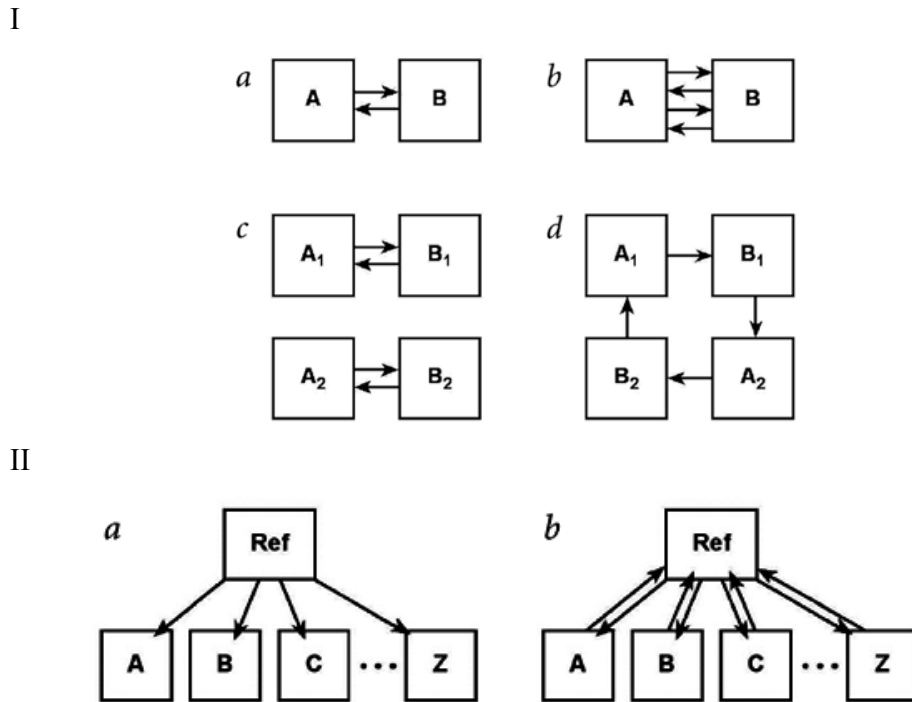 I
a A B b A B
c A₁ B₁ d A₁ B₁
A₂ B₂ B₂ A₂
II
a Ref b Ref
A B C ••• Z A B C ••• Z